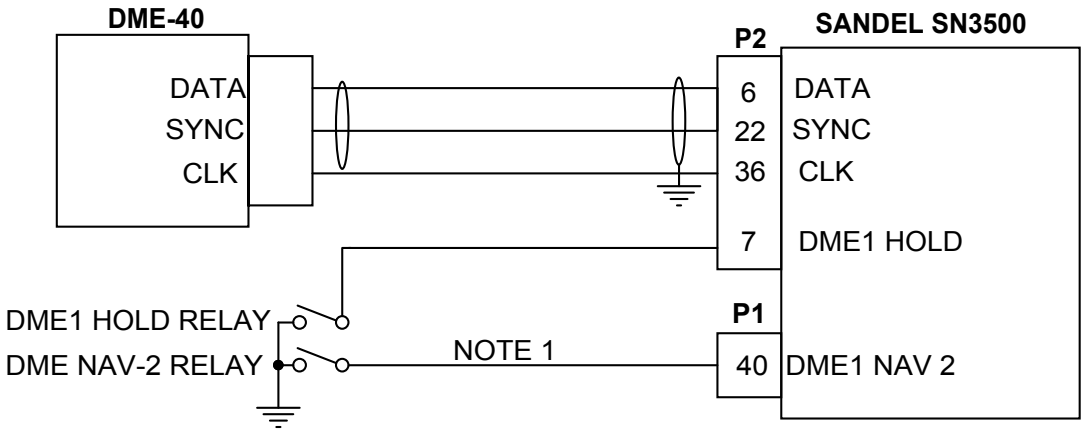 DME-40
SANDEL SN3500
P2
DATA
6
DATA
SYNC
22
SYNC
CLK
36
CLK
7
DME1 HOLD
P1
DME1 HOLD RELAY
DME NAV-2 RELAY
NOTE 1
40
DME1 NAV 2